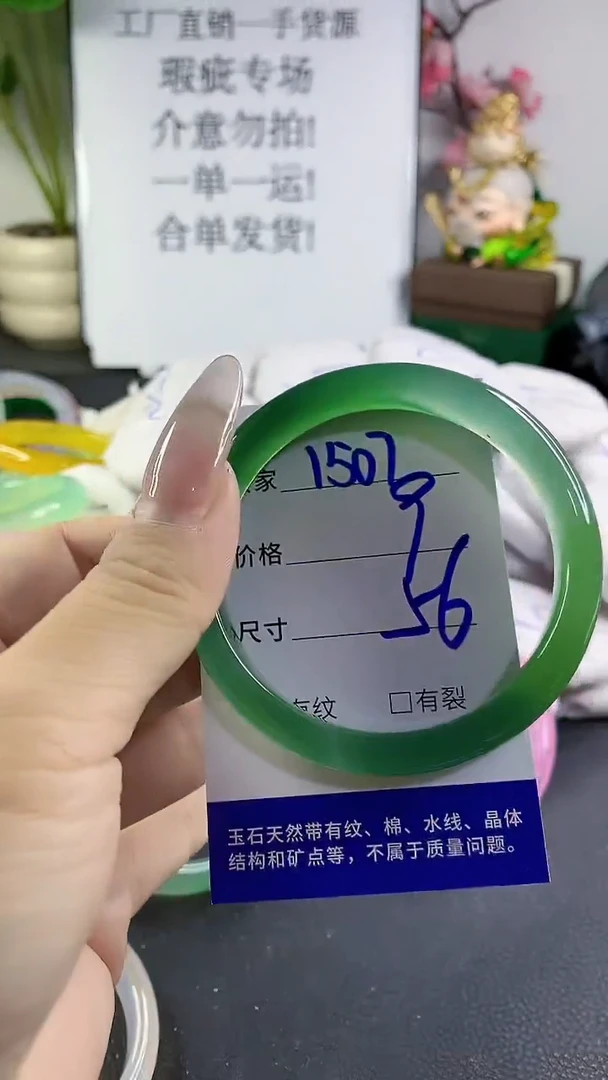 工厂直销一手货源
瑕疵专场
介意勿拍!
一单一运!
合单发货!
家 1507
价格
尺寸 56
有纹 □有裂
玉石天然带有纹、棉、水线、晶体
结构和矿点等，不属于质量问题。